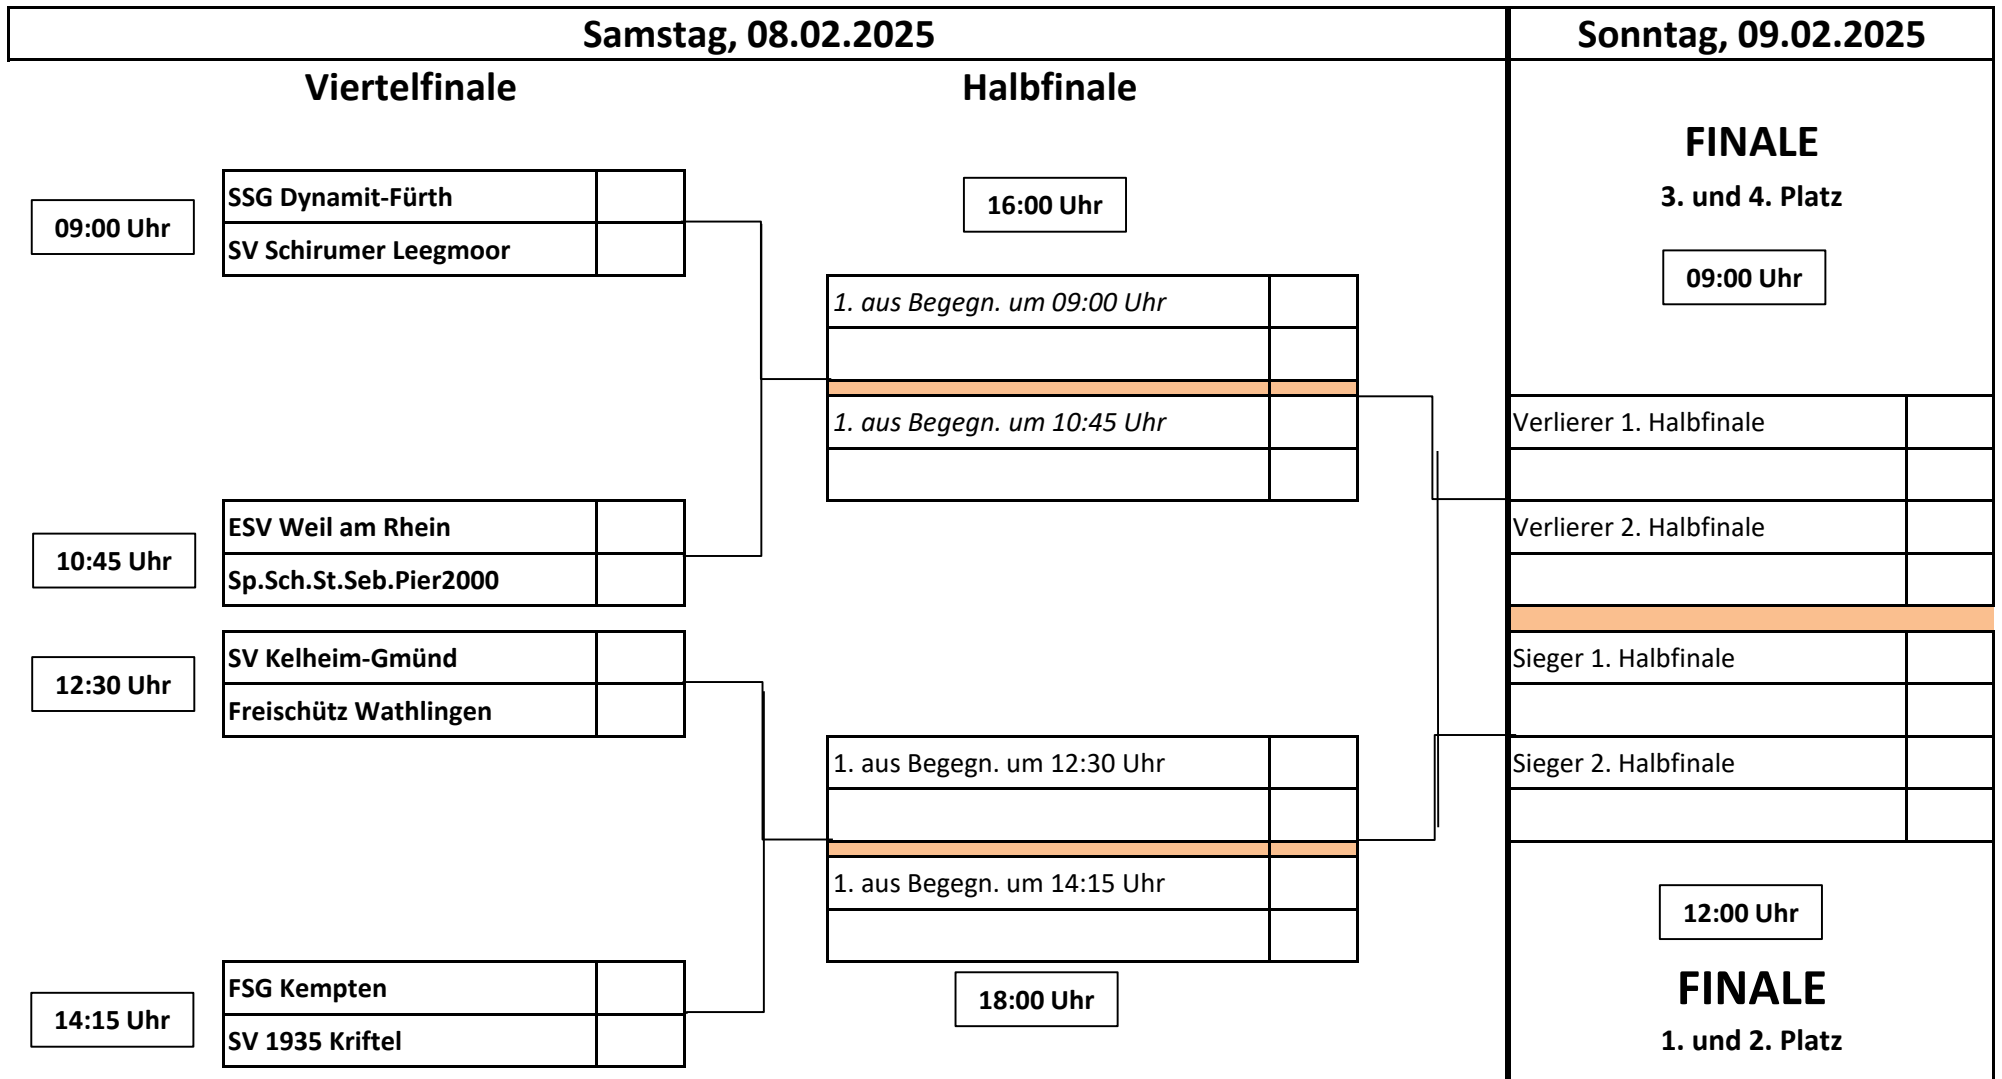 Samstag, 08.02.2025
Sonntag, 09.02.2025
Viertelfinale
Halbfinale
FINALE
3. und 4. Platz
09:00 Uhr
SSG Dynamit-Fürth
SV Schirumer Leegmoor
16:00 Uhr
09:00 Uhr
1. aus Begegn. um 09:00 Uhr
1. aus Begegn. um 10:45 Uhr
Verlierer 1. Halbfinale
10:45 Uhr
ESV Weil am Rhein
Sp.Sch.St.Seb.Pier2000
Verlierer 2. Halbfinale
12:30 Uhr
SV Kelheim-Gmünd
Freischütz Wathlingen
Sieger 1. Halbfinale
1. aus Begegn. um 12:30 Uhr
Sieger 2. Halbfinale
1. aus Begegn. um 14:15 Uhr
12:00 Uhr
14:15 Uhr
FSG Kempten
SV 1935 Kriftel
18:00 Uhr
FINALE
1. und 2. Platz